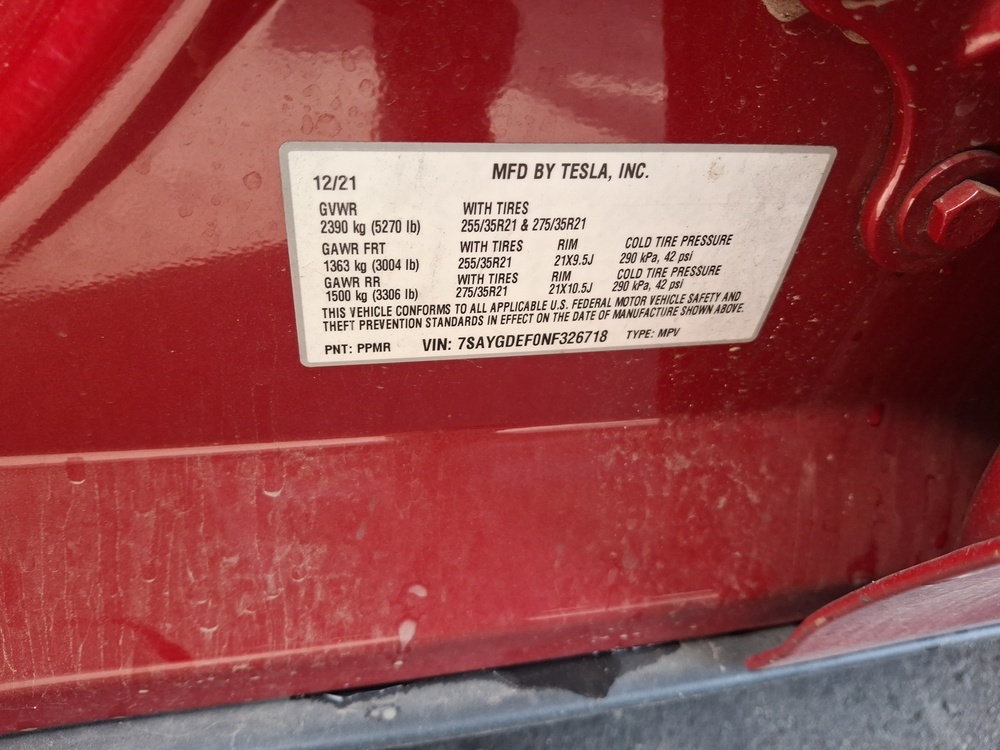 MFD BY TESLA, INC.
12/21
GVWR WITH TIRES
2390 kg (5270 lb) 255/35R21 & 275/35R21
GAWR FRT WITH TIRES RIM COLD TIRE PRESSURE
1363 kg (3004 lb) 255/35R21 21X9.5J 290 kPa, 42 psi
GAWR RR WITH TIRES RIM COLD TIRE PRESSURE
1500 kg (3306 lb) 275/35R21 21X10.5J 290 kPa, 42 psi
THIS VEHICLE CONFORMS TO ALL APPLICABLE U.S. FEDERAL MOTOR VEHICLE SAFETY AND
THEFT PREVENTION STANDARDS IN EFFECT ON THE DATE OF MANUFACTURE SHOWN ABOVE.
PNT: PPMR VIN: 7SAYGDEF0NF326718 TYPE: MPV